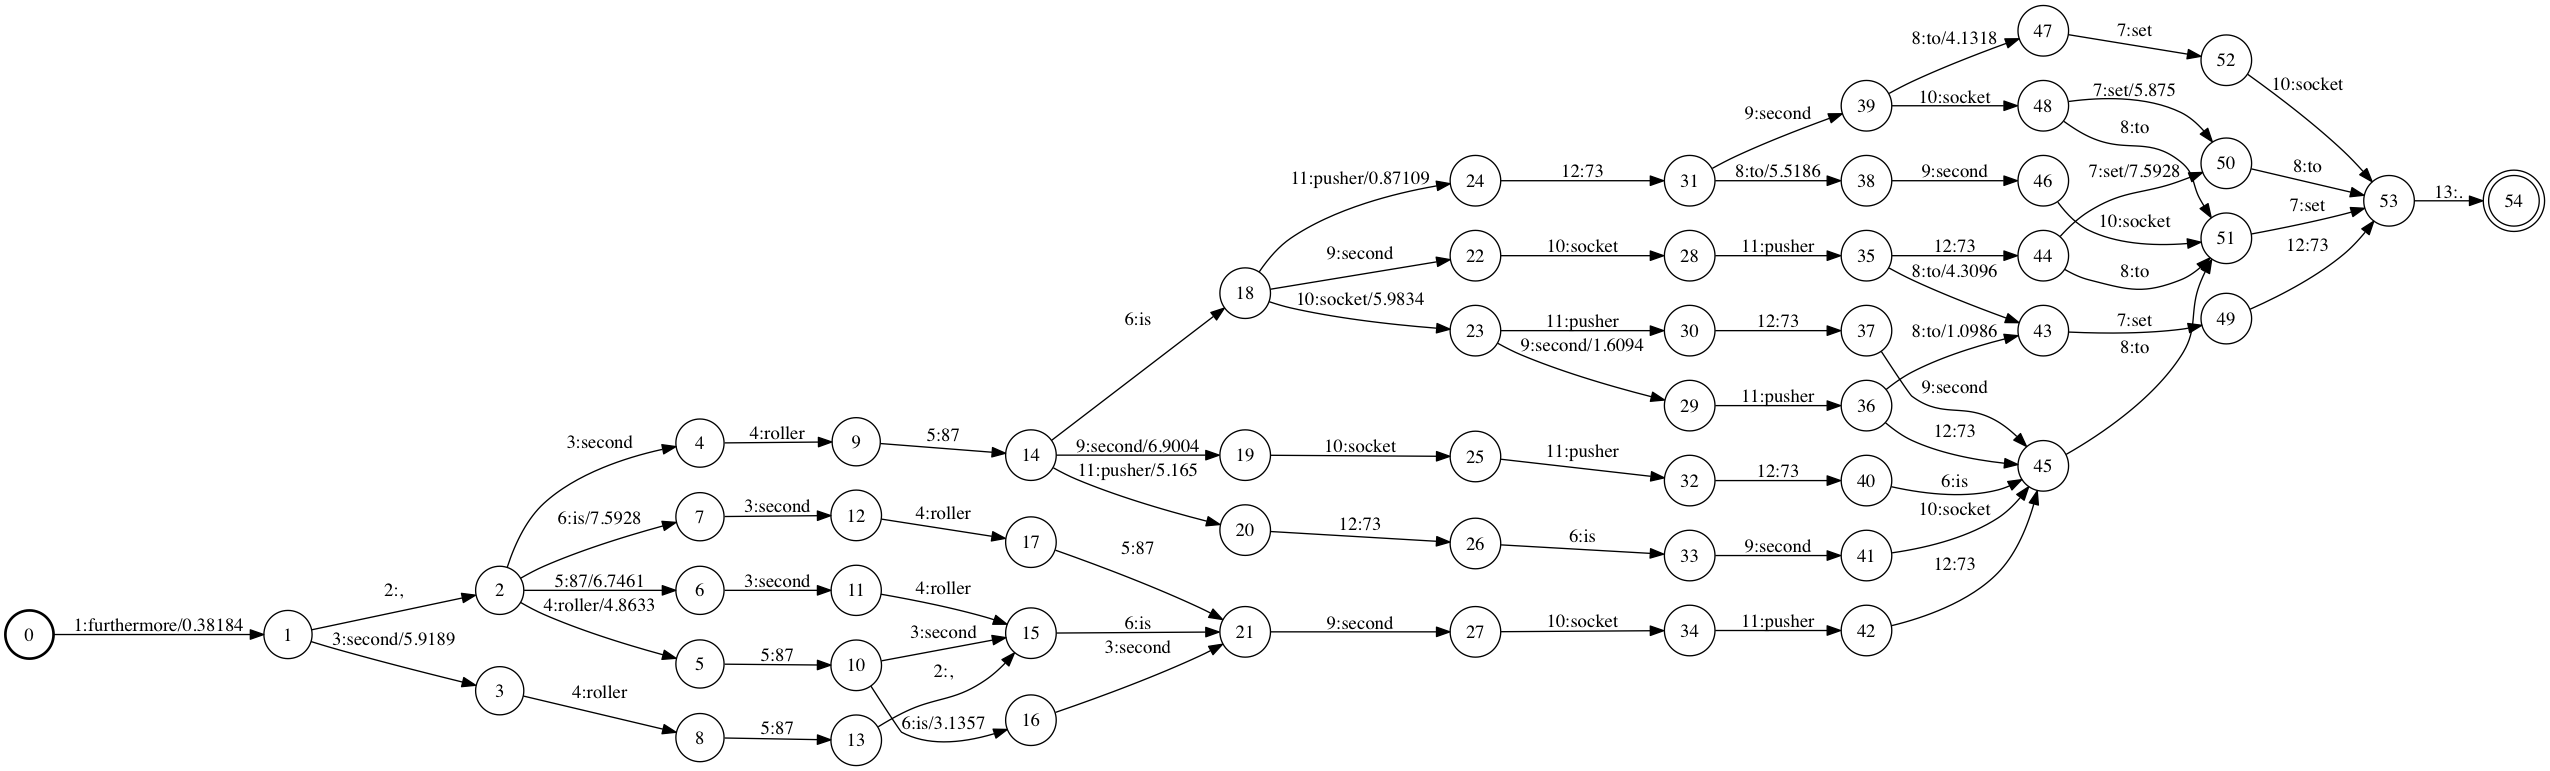 47
7:set
52
8:to/4.1318
10:socket
39
10:socket
48
7:set/5.875
9:second
8:to
50
8:to
11:pusher/0.87109
24
12:73
31
8:to/5.5186
38
9:second
46
7:set/7.5928
53
13:.
54
10:socket
7:set
51
9:second
22
10:socket
28
11:pusher
35
12:73
44
8:to
12:73
8:to/4.3096
18
10:socket/5.9834
6:is
23
11:pusher
30
12:73
37
8:to/1.0986
43
7:set
49
9:second/1.6094
8:to
9:second
29
11:pusher
36
12:73
3:second
4
4:roller
9
5:87
14
9:second/6.9004
19
10:socket
25
11:pusher
45
11:pusher/5.165
32
12:73
40
6:is
10:socket
6:is/7.5928
7
3:second
12
4:roller
17
20
12:73
26
6:is
33
9:second
41
5:87
12:73
2:,
2
5:87/6.7461
6
3:second
11
4:roller
4:roller/4.8633
0
1:furthermore/0.38184
1
3:second/5.9189
3:second
15
6:is
21
9:second
27
10:socket
34
11:pusher
42
3:second
5
5:87
10
2:,
3
4:roller
8
5:87
13
6:is/3.1357
16